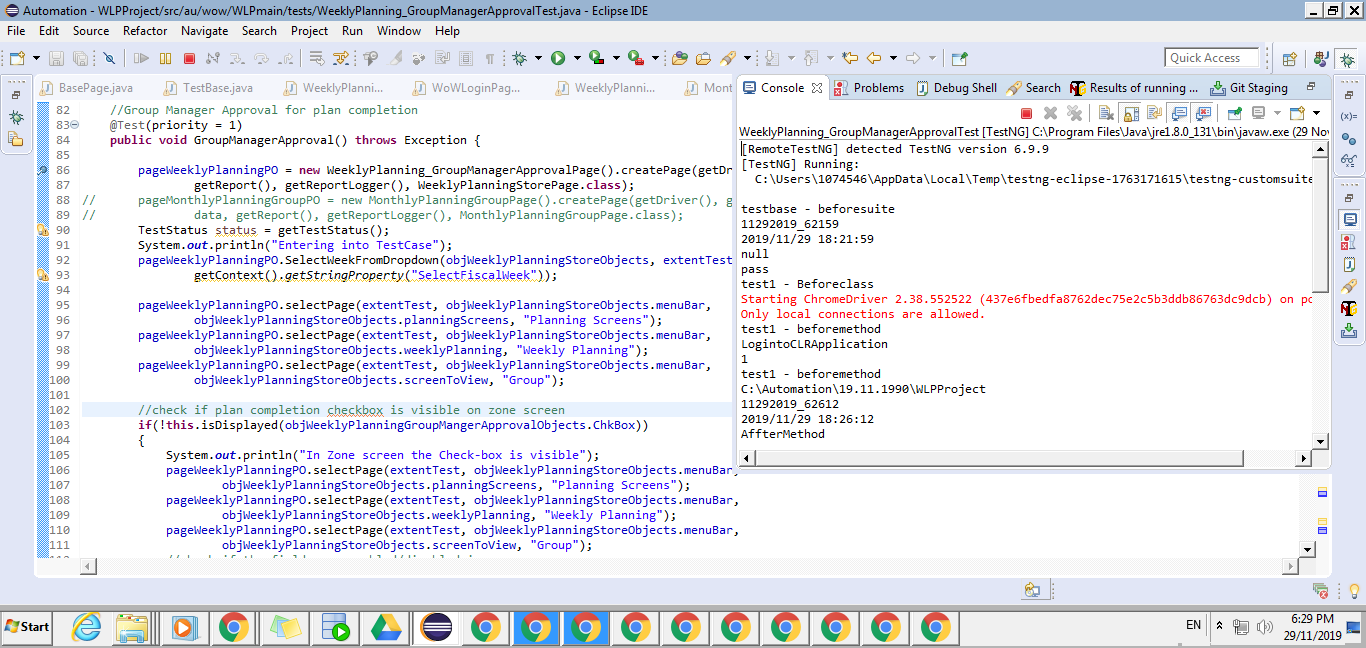 Automation - WLPProject/src/au/wow/WLPmain/tests/WeeklyPlanning_GroupManagerApprovalTest.java - Eclipse IDE
File Edit Source Refactor Navigate Search Project Run Window Help
Quick Access
BasePage.java TestBase.java WeeklyPlanni... WoWLoginPag... WeeklyPlanni... Mont
82 //Group Manager Approval for plan completion
83 @Test(priority = 1)
84 public void GroupManagerApproval() throws Exception {
85
86 pageWeeklyPlanningPO = new WeeklyPlanning_GroupManagerApprovalPage().createPage(getDr
87 getReport(), getReportLogger(), WeeklyPlanningStorePage.class);
88 // pageMonthlyPlanningGroupPO = new MonthlyPlanningGroupPage().createPage(getDriver(), g
89 // data, getReport(), getReportLogger(), MonthlyPlanningGroupPage.class);
90 TestStatus status = getTestStatus();
91 System.out.println("Entering into TestCase");
92 pageWeeklyPlanningPO.SelectWeekFromDropdown(objWeeklyPlanningStoreObjects, extentTest
93 getContext().getStringProperty("SelectFiscalWeek"));
94
95 pageWeeklyPlanningPO.selectPage(extentTest, objWeeklyPlanningStoreObjects.menuBar,
96 objWeeklyPlanningStoreObjects.planningScreens, "Planning Screens");
97 pageWeeklyPlanningPO.selectPage(extentTest, objWeeklyPlanningStoreObjects.menuBar,
98 objWeeklyPlanningStoreObjects.weeklyPlanning, "Weekly Planning");
99 pageWeeklyPlanningPO.selectPage(extentTest, objWeeklyPlanningStoreObjects.menuBar,
100 objWeeklyPlanningStoreObjects.screenToView, "Group");
101
102 //check if plan completion checkbox is visible on zone screen
103 if(!this.isDisplayed(objWeeklyPlanningGroupMangerApprovalObjects.ChkBox))
104 {
105 System.out.println("In Zone screen the Check-box is visible");
106 pageWeeklyPlanningPO.selectPage(extentTest, objWeeklyPlanningStoreObjects.menuBar,
107 objWeeklyPlanningStoreObjects.planningScreens, "Planning Screens");
108 pageWeeklyPlanningPO.selectPage(extentTest, objWeeklyPlanningStoreObjects.menuBar,
109 objWeeklyPlanningStoreObjects.weeklyPlanning, "Weekly Planning");
110 pageWeeklyPlanningPO.selectPage(extentTest, objWeeklyPlanningStoreObjects.menuBar,
111 objWeeklyPlanningStoreObjects.screenToView, "Group");
Console Problems Debug Shell Search Results of running ... Git Staging
WeeklyPlanning_GroupManagerApprovalTest [TestNG] C:\Program Files\Java\jre1.8.0_131\bin\javaw.exe (29 Nov
[RemoteTestNG] detected TestNG version 6.9.9
[TestNG] Running:
C:\Users\1074546\AppData\Local\Temp\testng-eclipse-1763171615\testng-customsuite
testbase - beforesuite
11292019_62159
2019/11/29 18:21:59
null
pass
test1 - Beforeclass
Starting ChromeDriver 2.38.552522 (437e6fbedfa8762dec75e2c5b3ddb86763dc9dcb) on po
Only local connections are allowed.
test1 - beforemethod
LogintoCLRApplication
1
test1 - beforemethod
C:\Automation\19.11.1990\WLPProject
11292019_62612
2019/11/29 18:26:12
AffterMethod
Start
EN
6:29 PM
29/11/2019